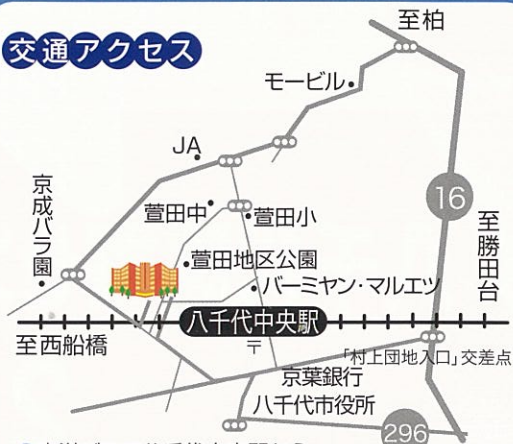 交通アクセス
至柏
モービル
JA
16
京成バラ園
萱田中
萱田小
至勝田台
萱田地区公園
バーミヤン・マルエツ
八千代中央駅
至西船橋
〒
「村上団地入口」交差点
京葉銀行
八千代市役所
296